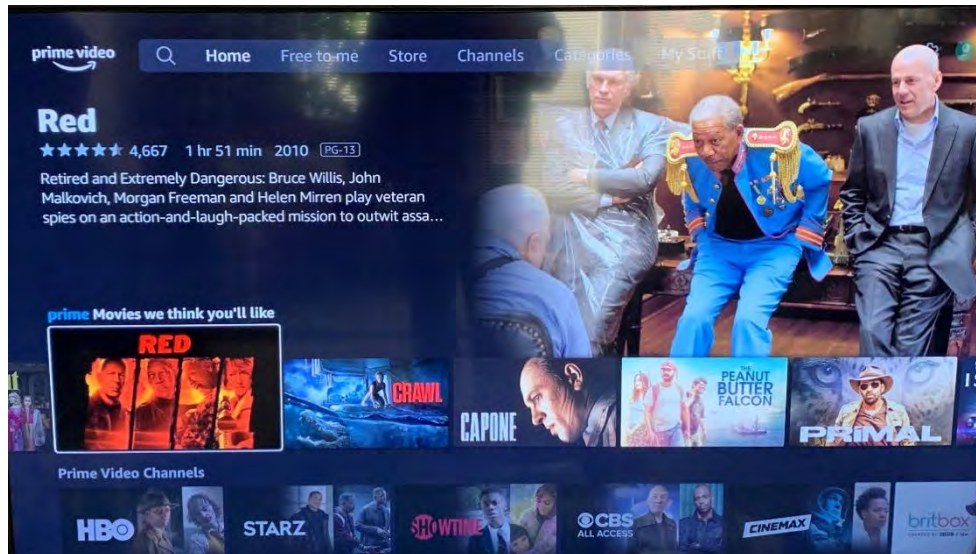 prime video
Home Free to me Store Channels Categories My Stuff
Red
4,667 1 hr 51 min 2010 PG-13
Retired and Extremely Dangerous: Bruce Willis, John
Malkovich, Morgan Freeman and Helen Mirren play veteran
spies on an action-and-laugh-packed mission to outwit assa...
prime Movies we think you'll like
RED
CRAWL
CAPONE
THE
PEANUT
BUTTER
FALCON
PRIMAL
Prime Video Channels
HBO
STARZ
SHOWTIME
CBS
ALL ACCESS
CINEMAX
britbox